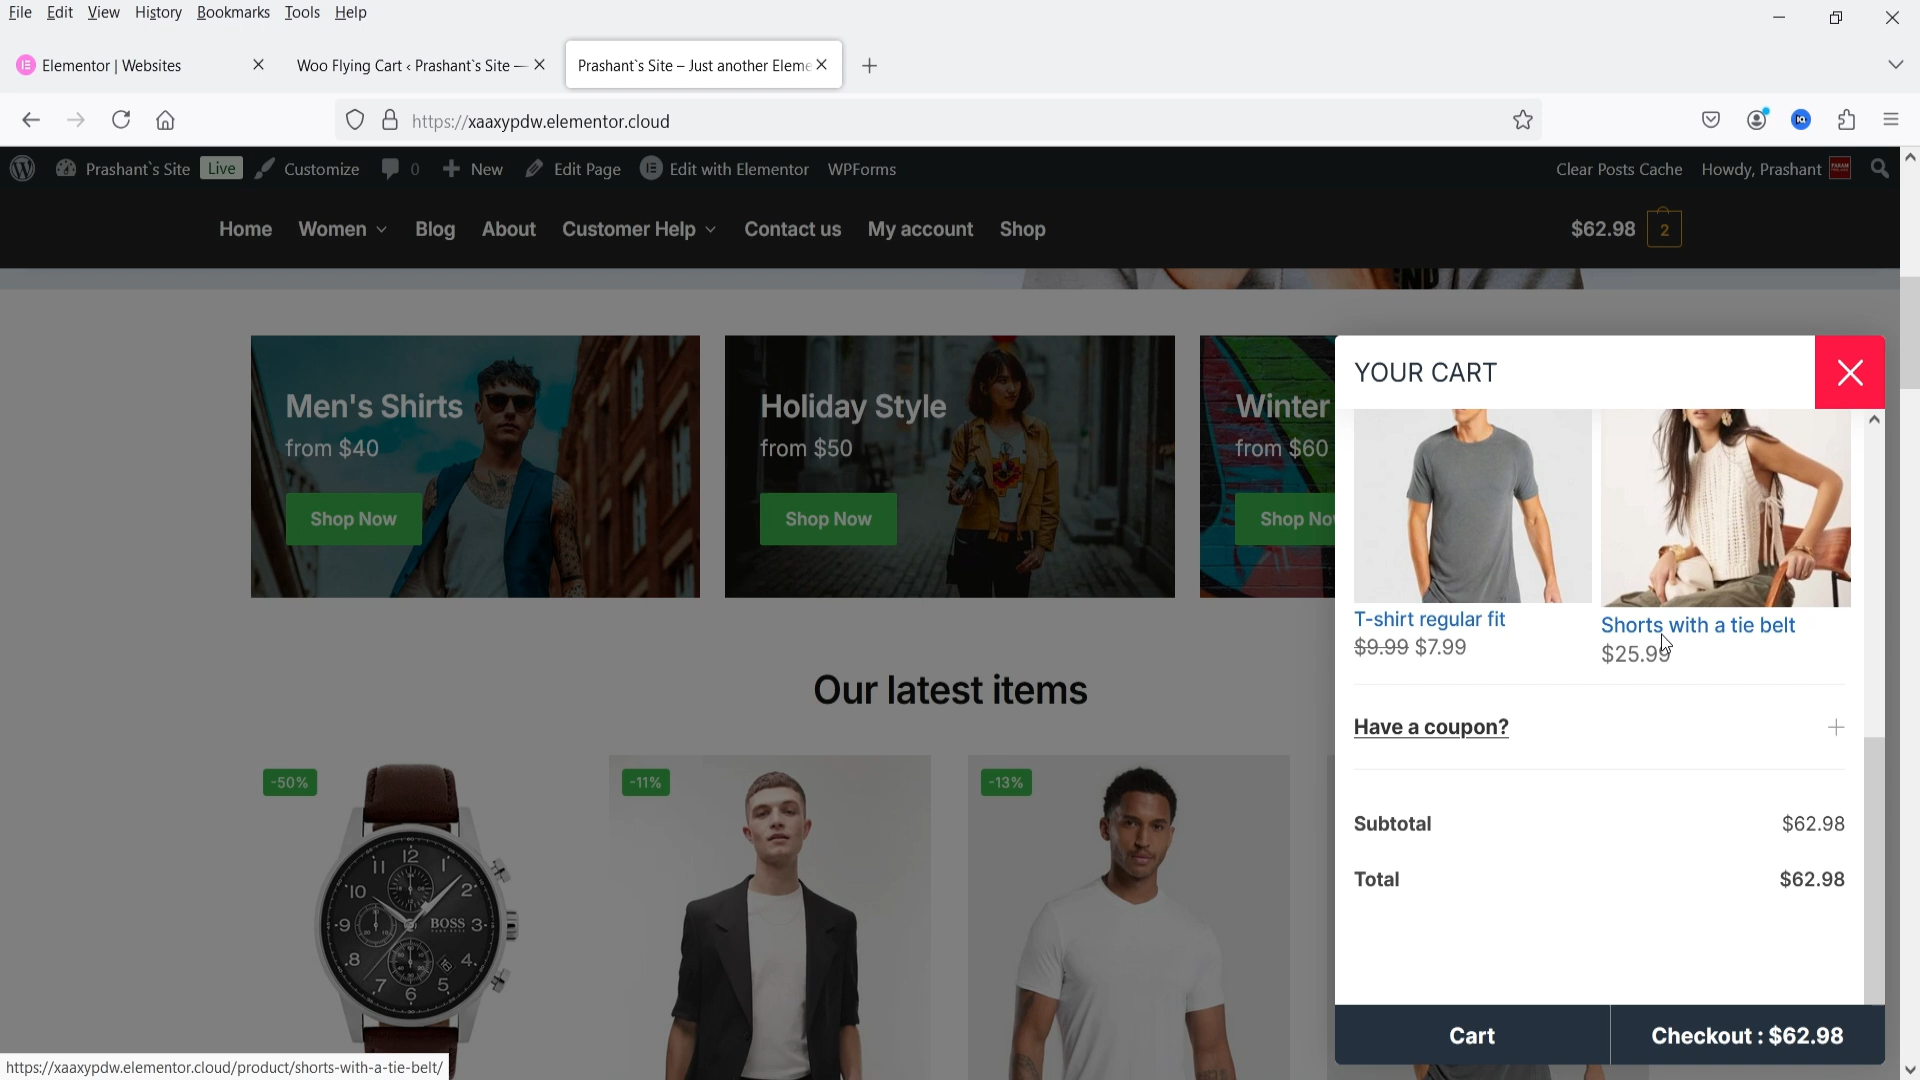 File Edit View History Bookmarks Tools Help
Elementor | Websites
Woo Flying Cart ‹ Prashant`s Site —
Prashant`s Site – Just another Eleme
https://xaaxypdw.elementor.cloud
Prashant`s Site Live Customize 0 New Edit Page Edit with Elementor WPForms Clear Posts Cache Howdy, Prashant
Home Women Blog About Customer Help Contact us My account Shop $62.98 2
Men's Shirts
from $40
Shop Now
Holiday Style
from $50
Shop Now
Winter
from $60
Shop No
YOUR CART
T-shirt regular fit
$9.99 $7.99
Shorts with a tie belt
$25.99
Have a coupon?
Subtotal $62.98
Total $62.98
Cart
Checkout : $62.98
Our latest items
-50%
-11%
-13%
BOSS
https://xaaxypdw.elementor.cloud/product/shorts-with-a-tie-belt/